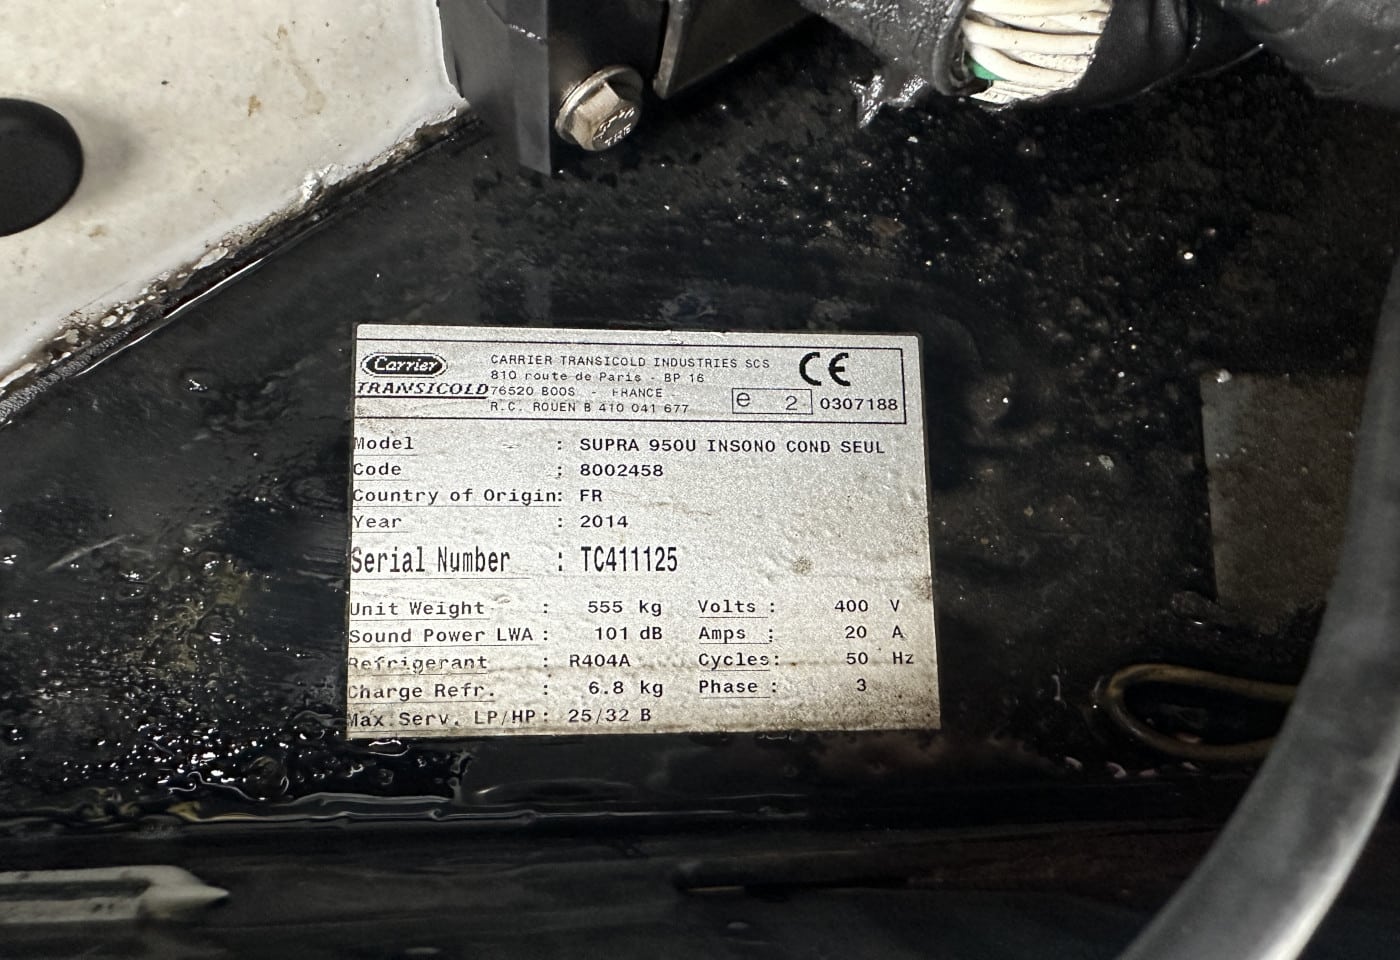 Carrier
TRANSICOLD
CARRIER TRANSICOLD INDUSTRIES SCS
810 route de Paris - BP 16
76520 BOOS - FRANCE
R.C. ROUEN B 410 041 677
CE
e 2 0307188
Model : SUPRA 950U INSONO COND SEUL
Code : 8002458
Country of Origin: FR
Year : 2014
Serial Number : TC411125
Unit Weight : 555 kg Volts : 400 V
Sound Power LWA : 101 dB Amps : 20 A
Refrigerant : R404A Cycles: 50 Hz
Charge Refr. : 6.8 kg Phase : 3
Max.Serv. LP/HP : 25/32 B